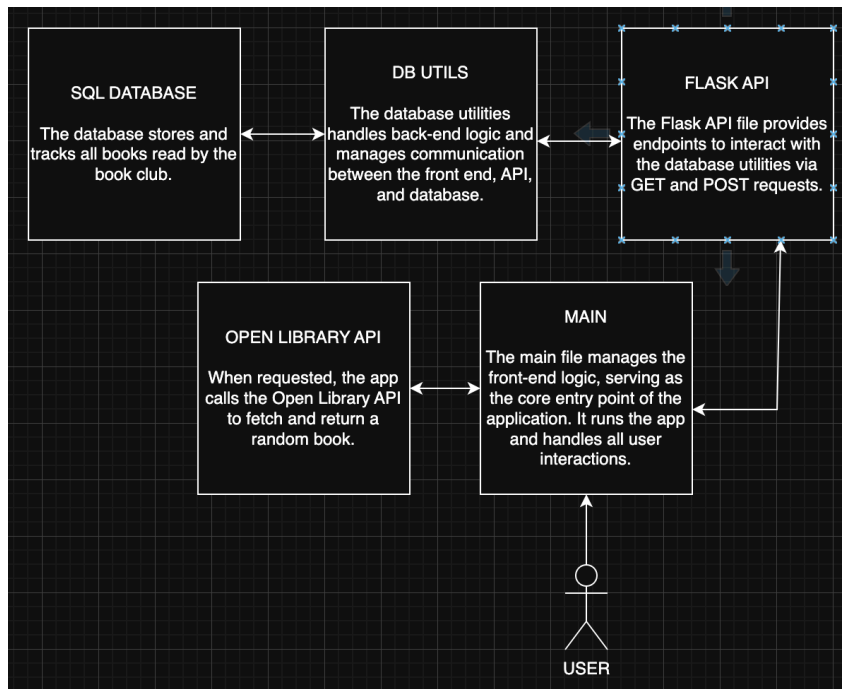 SQL DATABASE
The database stores and
tracks all books read by the
book club.
DB UTILS
The database utilities
handles back-end logic and
manages communication
between the front end, API,
and database.
FLASK API
The Flask API file provides
endpoints to interact with
the database utilities via
GET and POST requests.
OPEN LIBRARY API
When requested, the app
calls the Open Library API
to fetch and return a
random book.
MAIN
The main file manages the
front-end logic, serving as
the core entry point of the
application. It runs the app
and handles all user
interactions.
USER